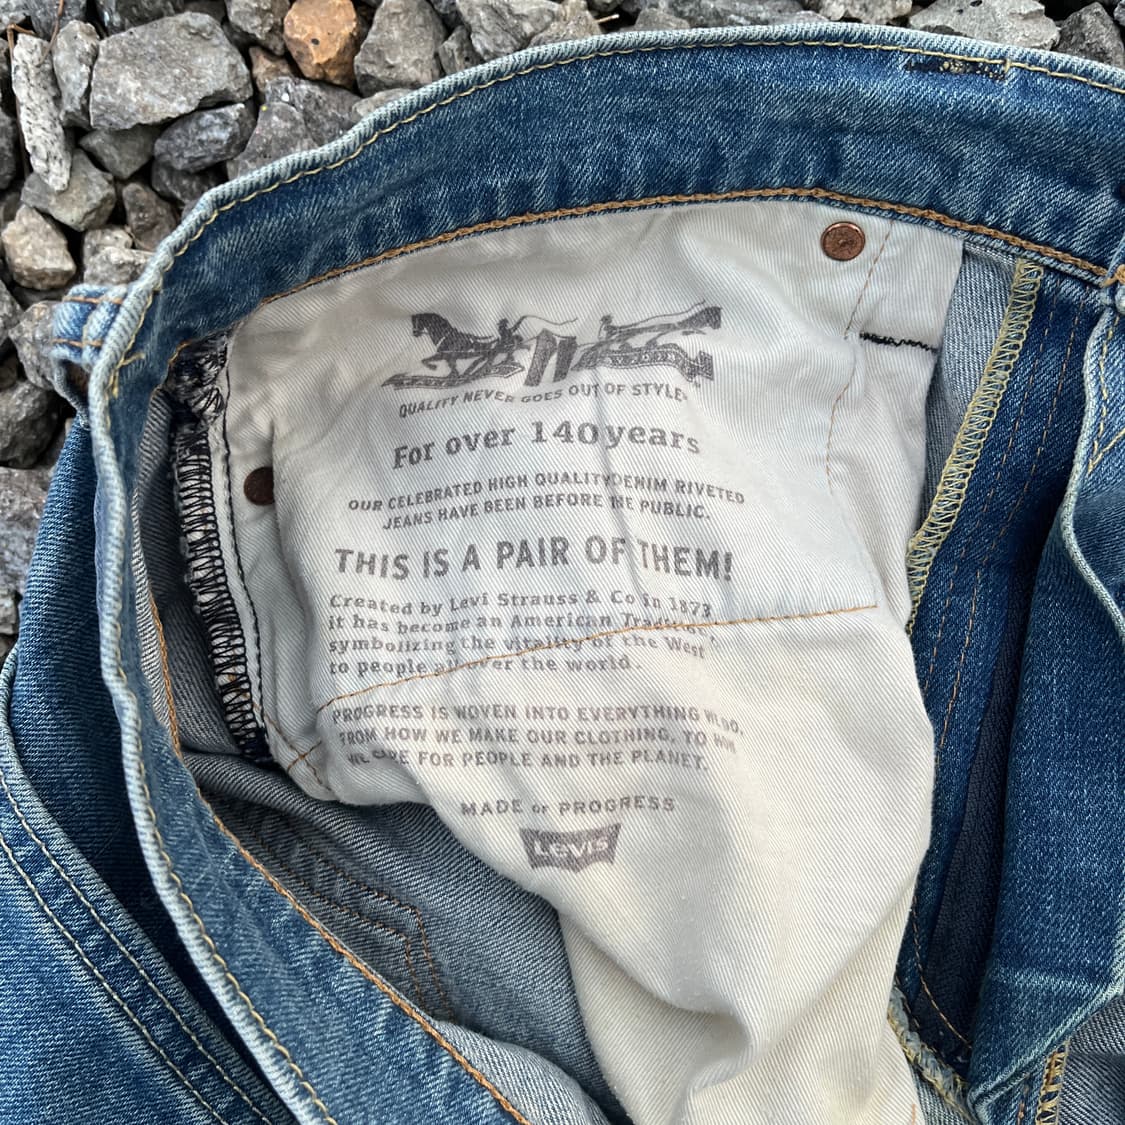 QUALITY NEVER GOES OUT OF STYLE
For over 140 years
OUR CELEBRATED HIGH QUALITY DENIM RIVETED
JEANS HAVE BEEN BEFORE THE PUBLIC.
THIS IS A PAIR OF THEM!
Created by Levi Strauss & Co in 1873
it has become an American Tradition,
symbolizing the vitality of the West
to people all over the world.
PROGRESS IS WOVEN INTO EVERYTHING WE DO,
FROM HOW WE MAKE OUR CLOTHING, TO HOW
WE CARE FOR PEOPLE AND THE PLANET.
MADE OF PROGRESS
LEVI'S